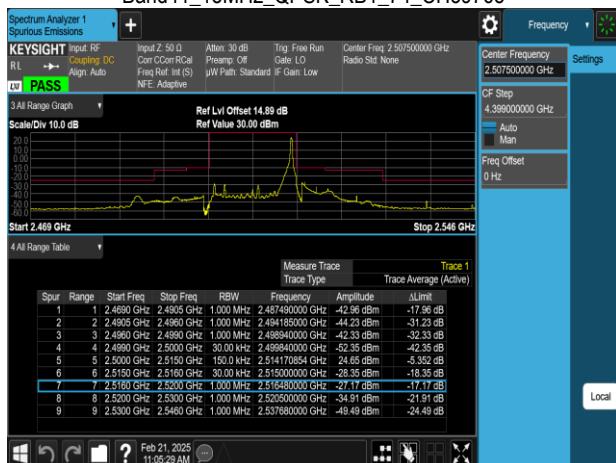 Spectrum Analyzer 1
Spurious Emissions
Frequency
KEYSIGHT
RL
LXI
PASS
Input: RF
Coupling: DC
Align: Auto
Input Z: 50 Ω
Corr CCorr RCal
Freq Ref: Int (S)
NFE: Adaptive
Atten: 30 dB
Preamp: Off
µW Path: Standard
Trig: Free Run
Gate: LO
IF Gain: Low
Center Freq: 2.507500000 GHz
Radio Std: None
Center Frequency
2.507500000 GHz
Settings
CF Step
4.399000000 GHz
Auto
Man
Freq Offset
0 Hz
Local
3 All Range Graph
Scale/Div 10.0 dB
Ref Lvl Offset 14.89 dB
Ref Value 30.00 dBm
20.0
10.0
0.00
-10.0
-20.0
-30.0
-40.0
-50.0
-60.0
Start 2.469 GHz
Stop 2.546 GHz
4 All Range Table
Measure Trace Trace 1
Trace Type Trace Average (Active)
Spur Range Start Freq Stop Freq RBW Frequency Amplitude ΔLimit
1 1 2.4690 GHz 2.4905 GHz 1.000 MHz 2.487490000 GHz -42.96 dBm -17.96 dB
2 2 2.4905 GHz 2.4960 GHz 1.000 MHz 2.494185000 GHz -44.23 dBm -31.23 dB
3 3 2.4960 GHz 2.4990 GHz 1.000 MHz 2.498940000 GHz -42.33 dBm -32.33 dB
4 4 2.4990 GHz 2.5000 GHz 30.00 kHz 2.499840000 GHz -52.35 dBm -42.35 dB
5 5 2.5000 GHz 2.5150 GHz 150.0 kHz 2.514170854 GHz 24.65 dBm -5.352 dB
6 6 2.5150 GHz 2.5160 GHz 30.00 kHz 2.515000000 GHz -28.35 dBm -18.35 dB
7 7 2.5160 GHz 2.5200 GHz 1.000 MHz 2.516480000 GHz -27.17 dBm -17.17 dB
8 8 2.5200 GHz 2.5300 GHz 1.000 MHz 2.520500000 GHz -34.91 dBm -21.91 dB
9 9 2.5300 GHz 2.5460 GHz 1.000 MHz 2.537680000 GHz -49.49 dBm -24.49 dB
Feb 21, 2025
11:05:29 AM